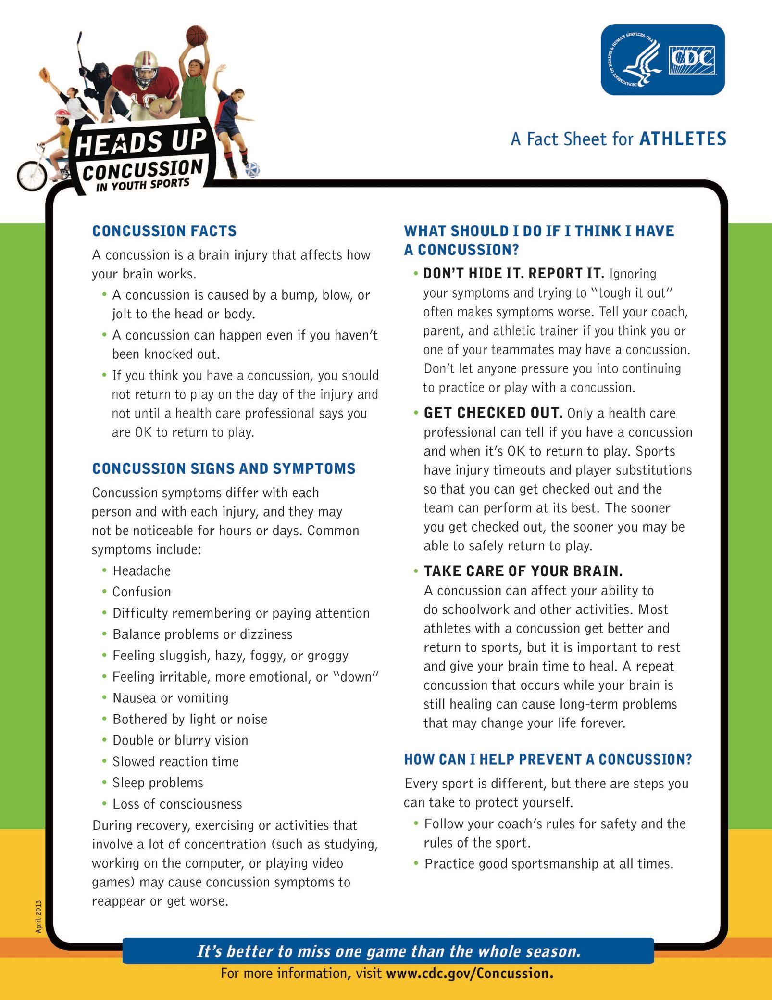 DEPARTMENT OF HEALTH & HUMAN SERVICES • USA
CDC
A Fact Sheet for ATHLETES
10
HEADS UP
CONCUSSION
IN YOUTH SPORTS
CONCUSSION FACTS
A concussion is a brain injury that affects how
your brain works.
• A concussion is caused by a bump, blow, or
jolt to the head or body.
• A concussion can happen even if you haven't
been knocked out.
• If you think you have a concussion, you should
not return to play on the day of the injury and
not until a health care professional says you
are OK to return to play.
CONCUSSION SIGNS AND SYMPTOMS
Concussion symptoms differ with each
person and with each injury, and they may
not be noticeable for hours or days. Common
symptoms include:
• Headache
• Confusion
• Difficulty remembering or paying attention
• Balance problems or dizziness
• Feeling sluggish, hazy, foggy, or groggy
• Feeling irritable, more emotional, or "down"
• Nausea or vomiting
• Bothered by light or noise
• Double or blurry vision
• Slowed reaction time
• Sleep problems
• Loss of consciousness
During recovery, exercising or activities that
involve a lot of concentration (such as studying,
working on the computer, or playing video
games) may cause concussion symptoms to
reappear or get worse.
WHAT SHOULD I DO IF I THINK I HAVE
A CONCUSSION?
• DON'T HIDE IT. REPORT IT. Ignoring
your symptoms and trying to "tough it out"
often makes symptoms worse. Tell your coach,
parent, and athletic trainer if you think you or
one of your teammates may have a concussion.
Don't let anyone pressure you into continuing
to practice or play with a concussion.
• GET CHECKED OUT. Only a health care
professional can tell if you have a concussion
and when it's OK to return to play. Sports
have injury timeouts and player substitutions
so that you can get checked out and the
team can perform at its best. The sooner
you get checked out, the sooner you may be
able to safely return to play.
• TAKE CARE OF YOUR BRAIN.
A concussion can affect your ability to
do schoolwork and other activities. Most
athletes with a concussion get better and
return to sports, but it is important to rest
and give your brain time to heal. A repeat
concussion that occurs while your brain is
still healing can cause long-term problems
that may change your life forever.
HOW CAN I HELP PREVENT A CONCUSSION?
Every sport is different, but there are steps you
can take to protect yourself.
• Follow your coach's rules for safety and the
rules of the sport.
• Practice good sportsmanship at all times.
April 2013
It's better to miss one game than the whole season.
For more information, visit www.cdc.gov/Concussion.